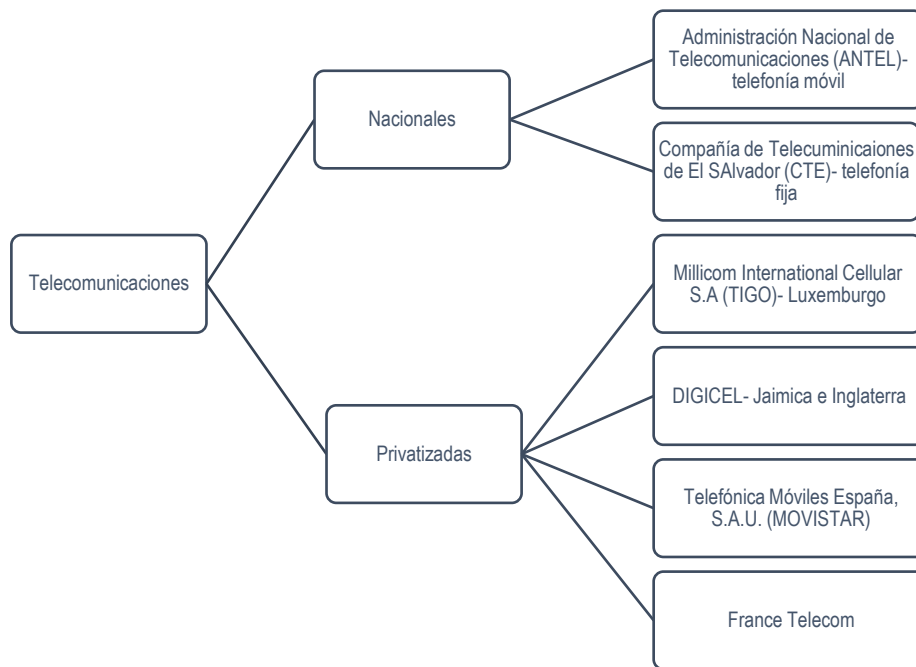 Telecomunicaciones
Nacionales
Administración Nacional de
Telecomunicaciones (ANTEL)-
telefonía móvil
Compañía de Telecuminicaiones
de El SAlvador (CTE)- telefonía
fija
Privatizadas
Millicom International Cellular
S.A (TIGO)- Luxemburgo
DIGICEL- Jaimica e Inglaterra
Telefónica Móviles España,
S.A.U. (MOVISTAR)
France Telecom